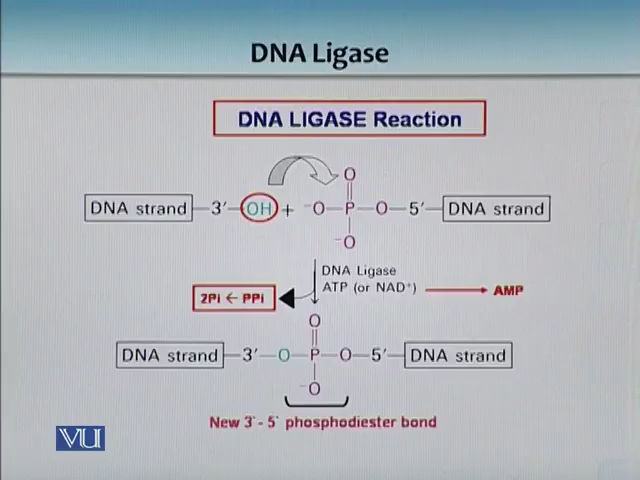 DNA Ligase
DNA LIGASE Reaction
O
DNA strand 3′ OH + ⁻O P O 5′ DNA strand
⁻O
DNA Ligase
ATP (or NAD⁺) AMP
2Pi ← PPi
O
DNA strand 3′ O P O 5′ DNA strand
⁻O
New 3` - 5` phosphodiester bond
VU